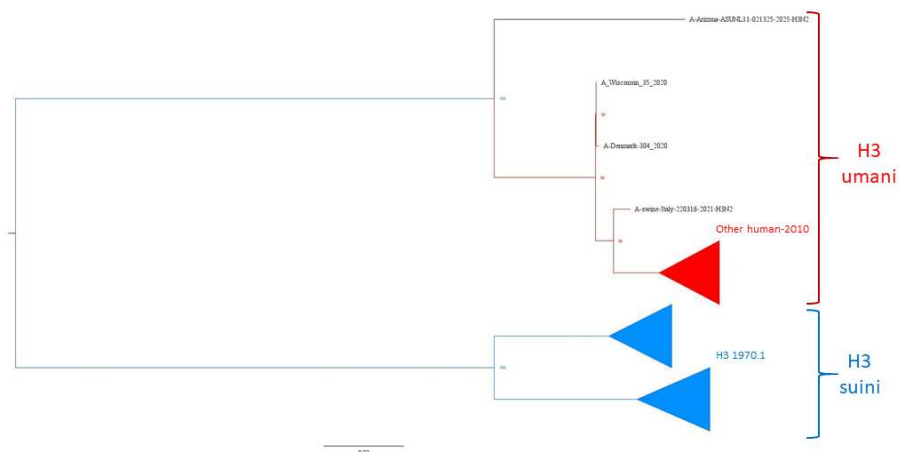 A-Arizona-ASUNL11-021325-2025-H3N2
A_Wisconsin_35_2020
A-Denmark-304_2020
H3
umani
A-swine-Italy-220316-2021-H3N2
Other human-2010
H3 1970.1
H3
suini